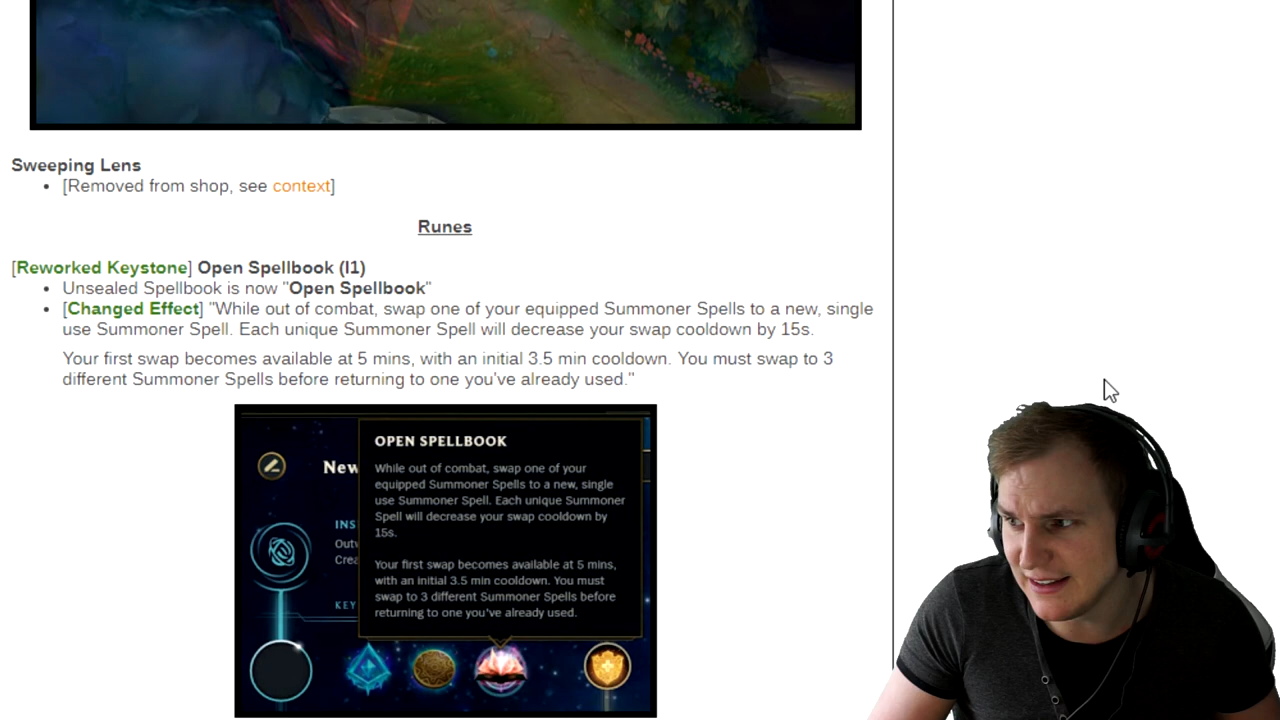 Sweeping Lens
• [Removed from shop, see context]
Runes
[Reworked Keystone] Open Spellbook (I1)
• Unsealed Spellbook is now "Open Spellbook"
• [Changed Effect] "While out of combat, swap one of your equipped Summoner Spells to a new, single
use Summoner Spell. Each unique Summoner Spell will decrease your swap cooldown by 15s.
Your first swap becomes available at 5 mins, with an initial 3.5 min cooldown. You must swap to 3
different Summoner Spells before returning to one you've already used."
OPEN SPELLBOOK
New
While out of combat, swap one of your
equipped Summoner Spells to a new, single
use Summoner Spell. Each unique Summoner
Spell will decrease your swap cooldown by
15s.
INS
Outw
Crea
Your first swap becomes available at 5 mins,
with an initial 3.5 min cooldown. You must
swap to 3 different Summoner Spells before
returning to one you've already used.
KEY